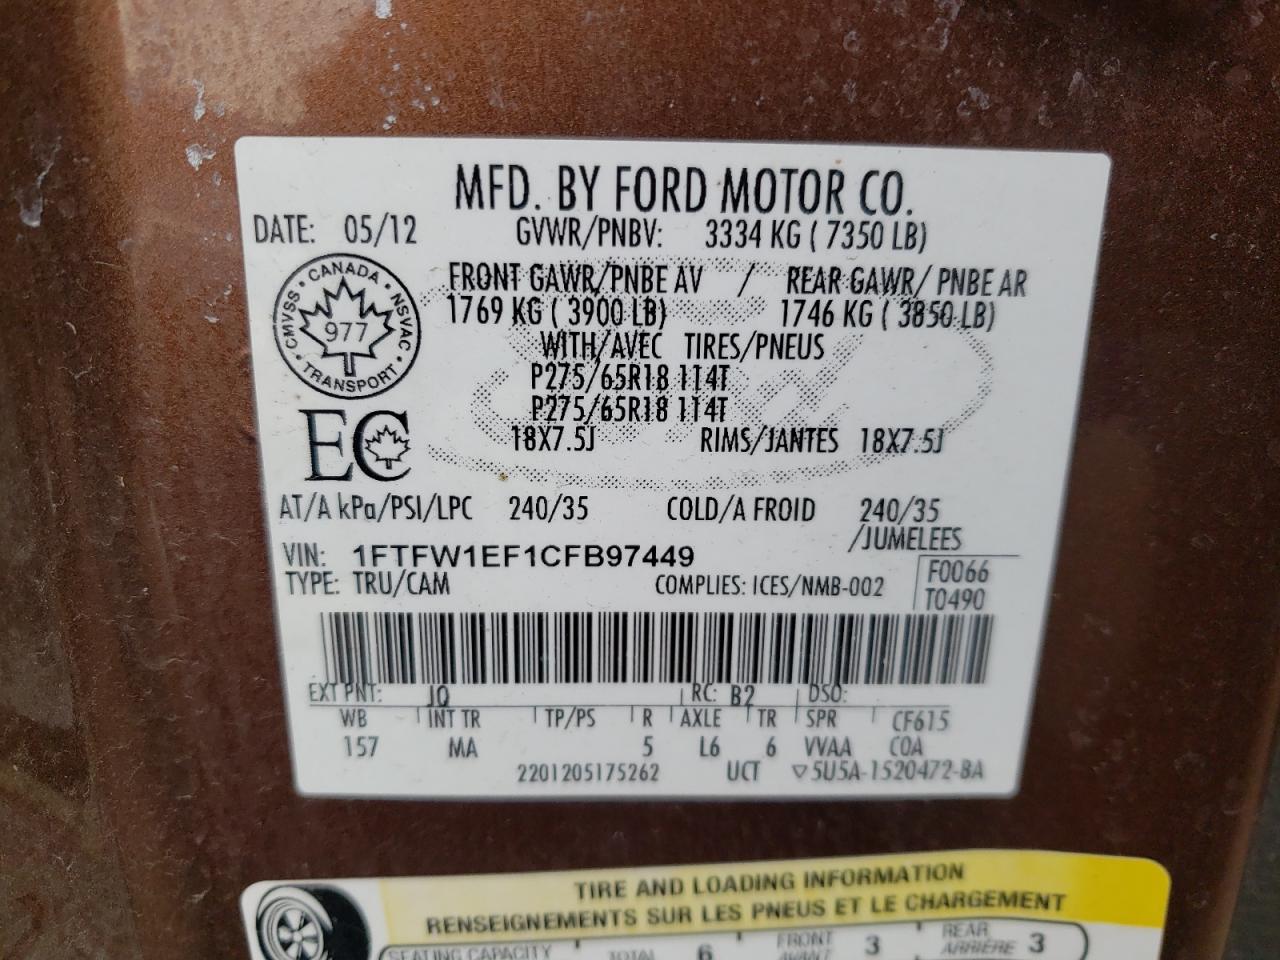 MFD. BY FORD MOTOR CO.
DATE: 05/12 GVWR/PNBV: 3334 KG ( 7350 LB)
FRONT GAWR/PNBE AV / REAR GAWR/ PNBE AR
1769 KG ( 3900 LB) 1746 KG ( 3850 LB)
WITH/AVEC TIRES/PNEUS
P275/65R18 114T
P275/65R18 114T
18X7.5J RIMS/JANTES 18X7.5J
CANADA
CMVSS 977 NSVAC
TRANSPORT
EC
AT/A kPa/PSI/LPC 240/35 COLD/A FROID 240/35
/JUMELEES
VIN: 1FTFW1EF1CFB97449
TYPE: TRU/CAM COMPLIES: ICES/NMB-002
F0066
T0490
EXT PNT: JQ RC: B2 DSO:
WB INT TR TP/PS R AXLE TR SPR CF615
157 MA 5 L6 6 VVAA COA
2201205175262 UCT ▽5U5A-1520472-BA
TIRE AND LOADING INFORMATION
RENSEIGNEMENTS SUR LES PNEUS ET LE CHARGEMENT
SEATING CAPACITY TOTAL 6 FRONT AVANT 3 REAR ARRIÈRE 3